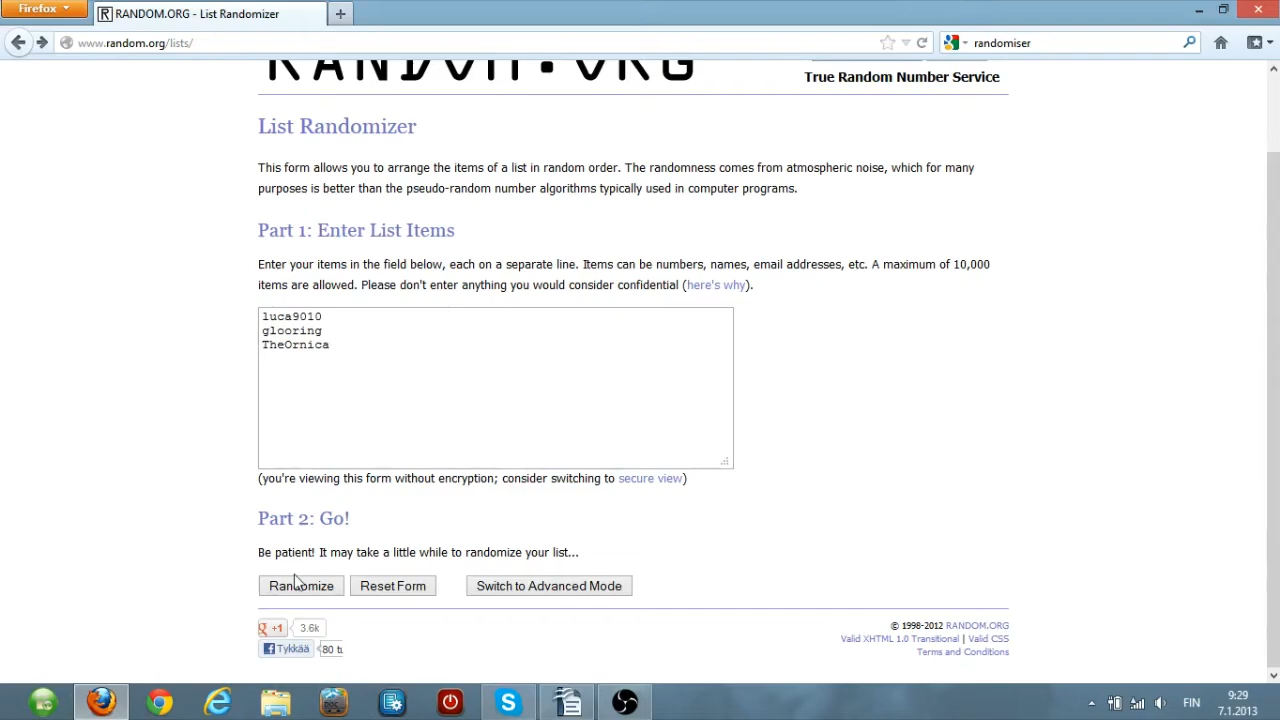 Firefox
RANDOM.ORG - List Randomizer
www.random.org/lists/
randomiser
RANDOM.ORG
True Random Number Service
List Randomizer
This form allows you to arrange the items of a list in random order. The randomness comes from atmospheric noise, which for many
purposes is better than the pseudo-random number algorithms typically used in computer programs.
Part 1: Enter List Items
Enter your items in the field below, each on a separate line. Items can be numbers, names, email addresses, etc. A maximum of 10,000
items are allowed. Please don't enter anything you would consider confidential (here's why).
luca9010
glooring
TheOrnica
(you're viewing this form without encryption; consider switching to secure view)
Part 2: Go!
Be patient! It may take a little while to randomize your list...
Randomize Reset Form Switch to Advanced Mode
+1 3.6k
Tykkää 80 tu
© 1998-2012 RANDOM.ORG
Valid XHTML 1.0 Transitional | Valid CSS
Terms and Conditions
FIN
9:29
7.1.2013